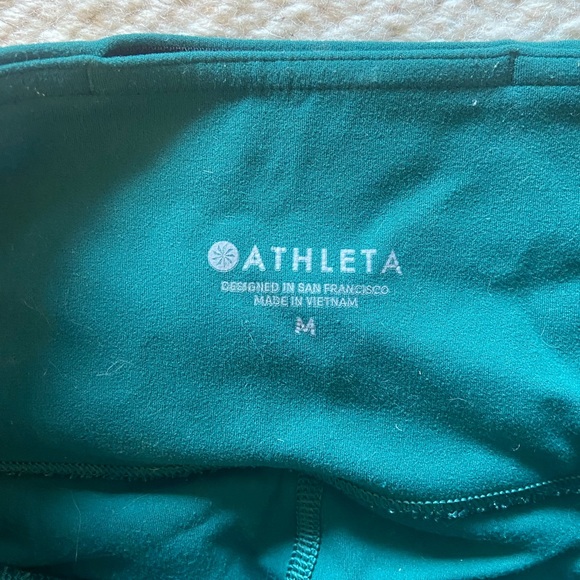 ATHLETA
DESIGNED IN SAN FRANCISCO
MADE IN VIETNAM
M